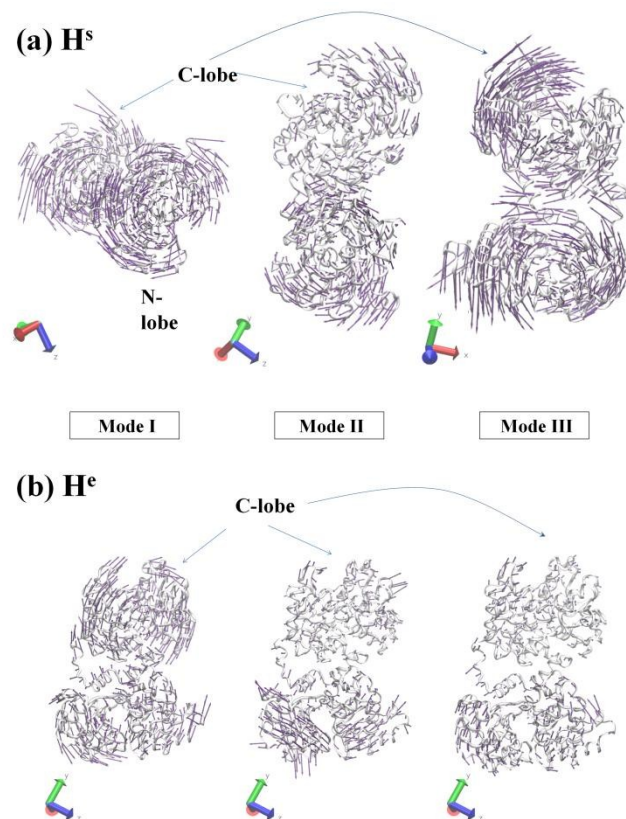 (a) Hˢ
C-lobe
N-
lobe
z
y
z
y
x
Mode I
Mode II
Mode III
(b) Hᵉ
C-lobe
y
y
y